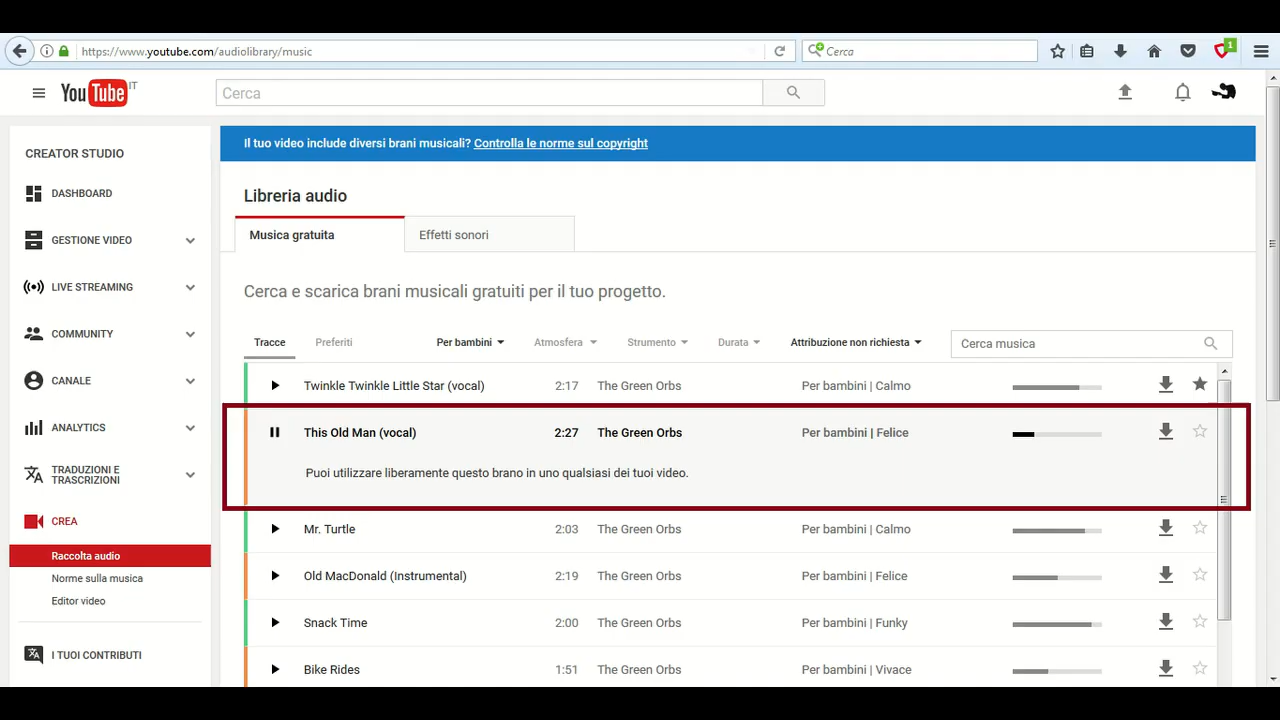 https://www.youtube.com/audiolibrary/music
Cerca
1
YouTube IT
Cerca
CREATOR STUDIO
DASHBOARD
GESTIONE VIDEO
LIVE STREAMING
COMMUNITY
CANALE
ANALYTICS
TRADUZIONI E
TRASCRIZIONI
CREA
Raccolta audio
Norme sulla musica
Editor video
I TUOI CONTRIBUTI
Il tuo video include diversi brani musicali? Controlla le norme sul copyright
Libreria audio
Musica gratuita Effetti sonori
Cerca e scarica brani musicali gratuiti per il tuo progetto.
Tracce Preferiti Per bambini Atmosfera Strumento Durata Attribuzione non richiesta Cerca musica
Twinkle Twinkle Little Star (vocal) 2:17 The Green Orbs Per bambini | Calmo
This Old Man (vocal) 2:27 The Green Orbs Per bambini | Felice
Puoi utilizzare liberamente questo brano in uno qualsiasi dei tuoi video.
Mr. Turtle 2:03 The Green Orbs Per bambini | Calmo
Old MacDonald (Instrumental) 2:19 The Green Orbs Per bambini | Felice
Snack Time 2:00 The Green Orbs Per bambini | Funky
Bike Rides 1:51 The Green Orbs Per bambini | Vivace